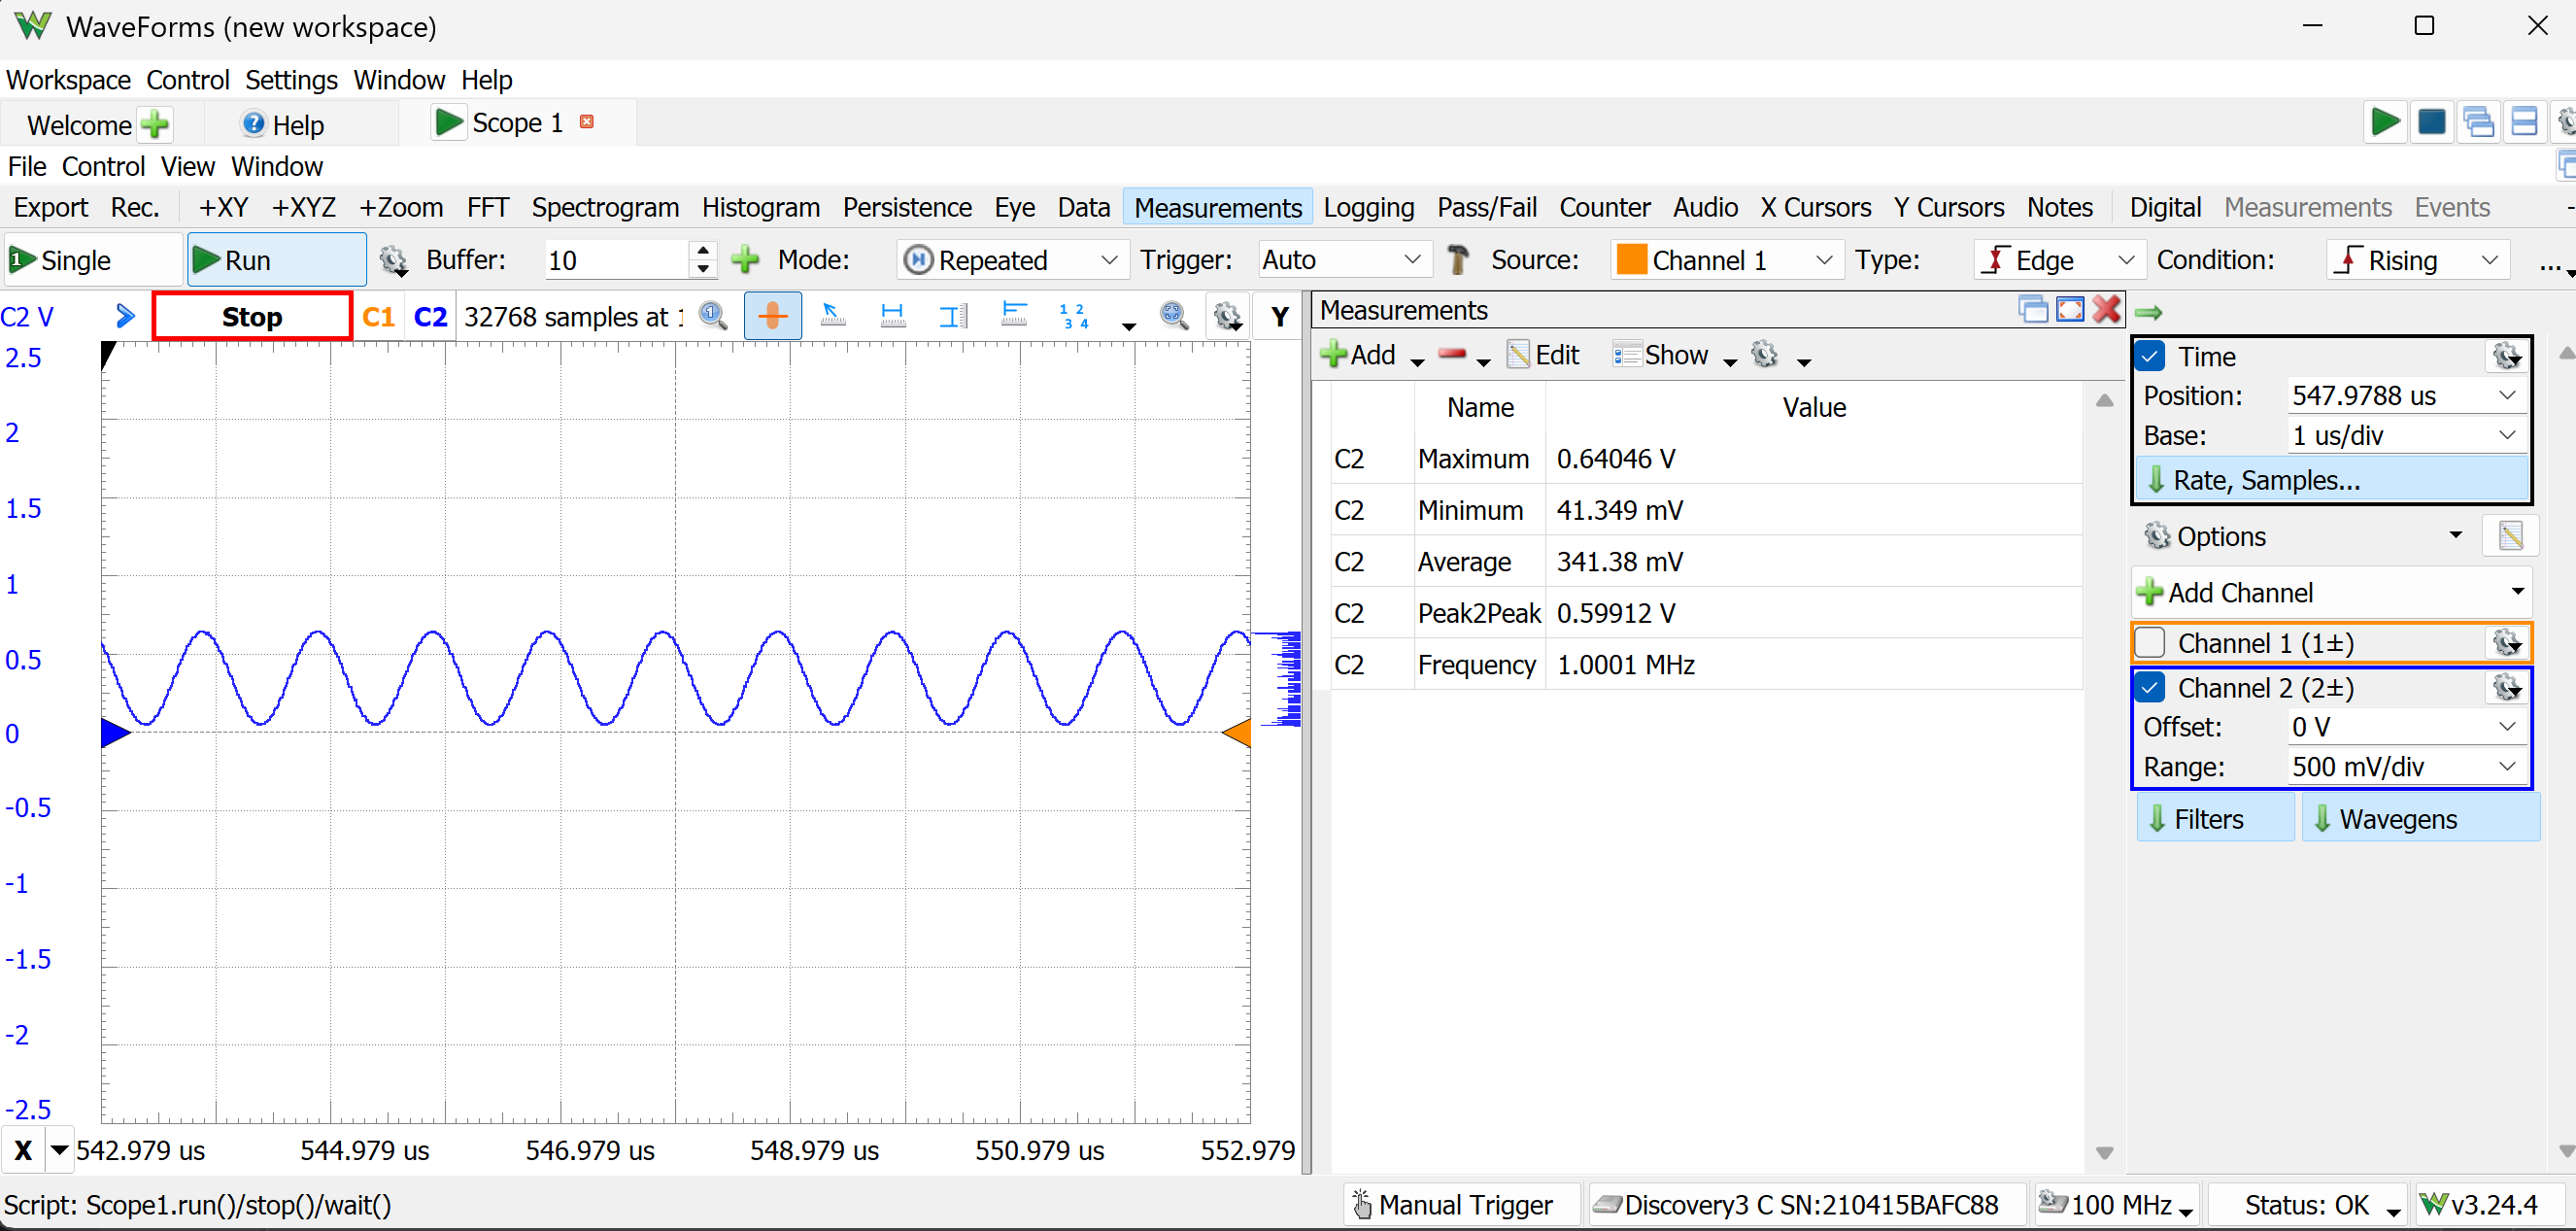 WaveForms (new workspace)
Workspace Control Settings Window Help
Welcome Help Scope 1
File Control View Window
Export Rec. +XY +XYZ +Zoom FFT Spectrogram Histogram Persistence Eye Data Measurements Logging Pass/Fail Counter Audio X Cursors Y Cursors Notes Digital Measurements Events
Single Run Buffer: 10 Mode: Repeated Trigger: Auto Source: Channel 1 Type: Edge Condition: Rising ...
C2 V Stop C1 C2 32768 samples at Y
2.5
2
1.5
1
0.5
0
-0.5
-1
-1.5
-2
-2.5
X 542.979 us 544.979 us 546.979 us 548.979 us 550.979 us 552.979
Measurements
Add Edit Show
Name Value
C2 Maximum 0.64046 V
C2 Minimum 41.349 mV
C2 Average 341.38 mV
C2 Peak2Peak 0.59912 V
C2 Frequency 1.0001 MHz
Time
Position: 547.9788 us
Base: 1 us/div
Rate, Samples...
Options
Add Channel
Channel 1 (1±)
Channel 2 (2±)
Offset: 0 V
Range: 500 mV/div
Filters Wavegens
Script: Scope1.run()/stop()/wait() Manual Trigger Discovery3 C SN:210415BAFC88 100 MHz Status: OK v3.24.4